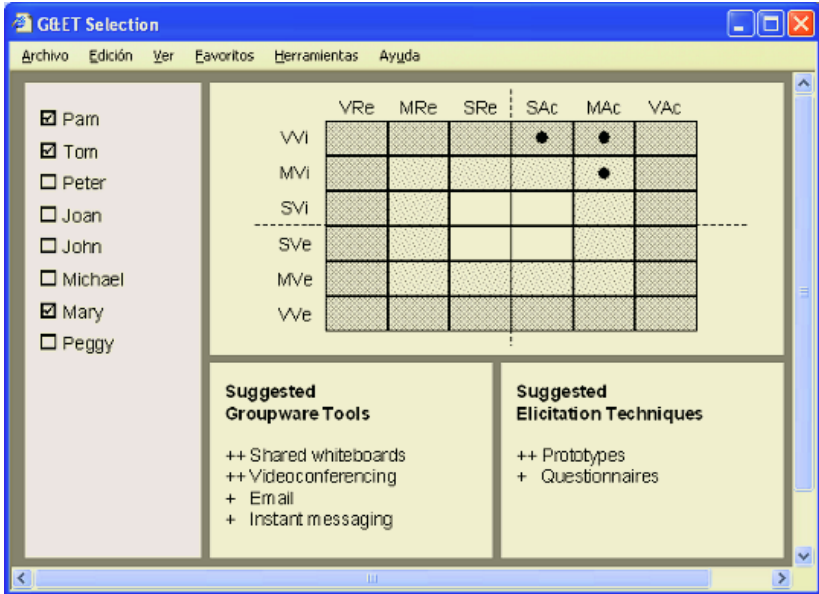 G&ET Selection
Archivo Edición Ver Favoritos Herramientas Ayuda
Pam
Tom
Peter
Joan
John
Michael
Mary
Peggy
VRe MRe SRe SAc MAc VAc
VVi
MVi
SVi
SVe
MVe
VVe
Suggested
Groupware Tools
++ Shared whiteboards
++ Videoconferencing
+ Email
+ Instant messaging
Suggested
Elicitation Techniques
++ Prototypes
+ Questionnaires